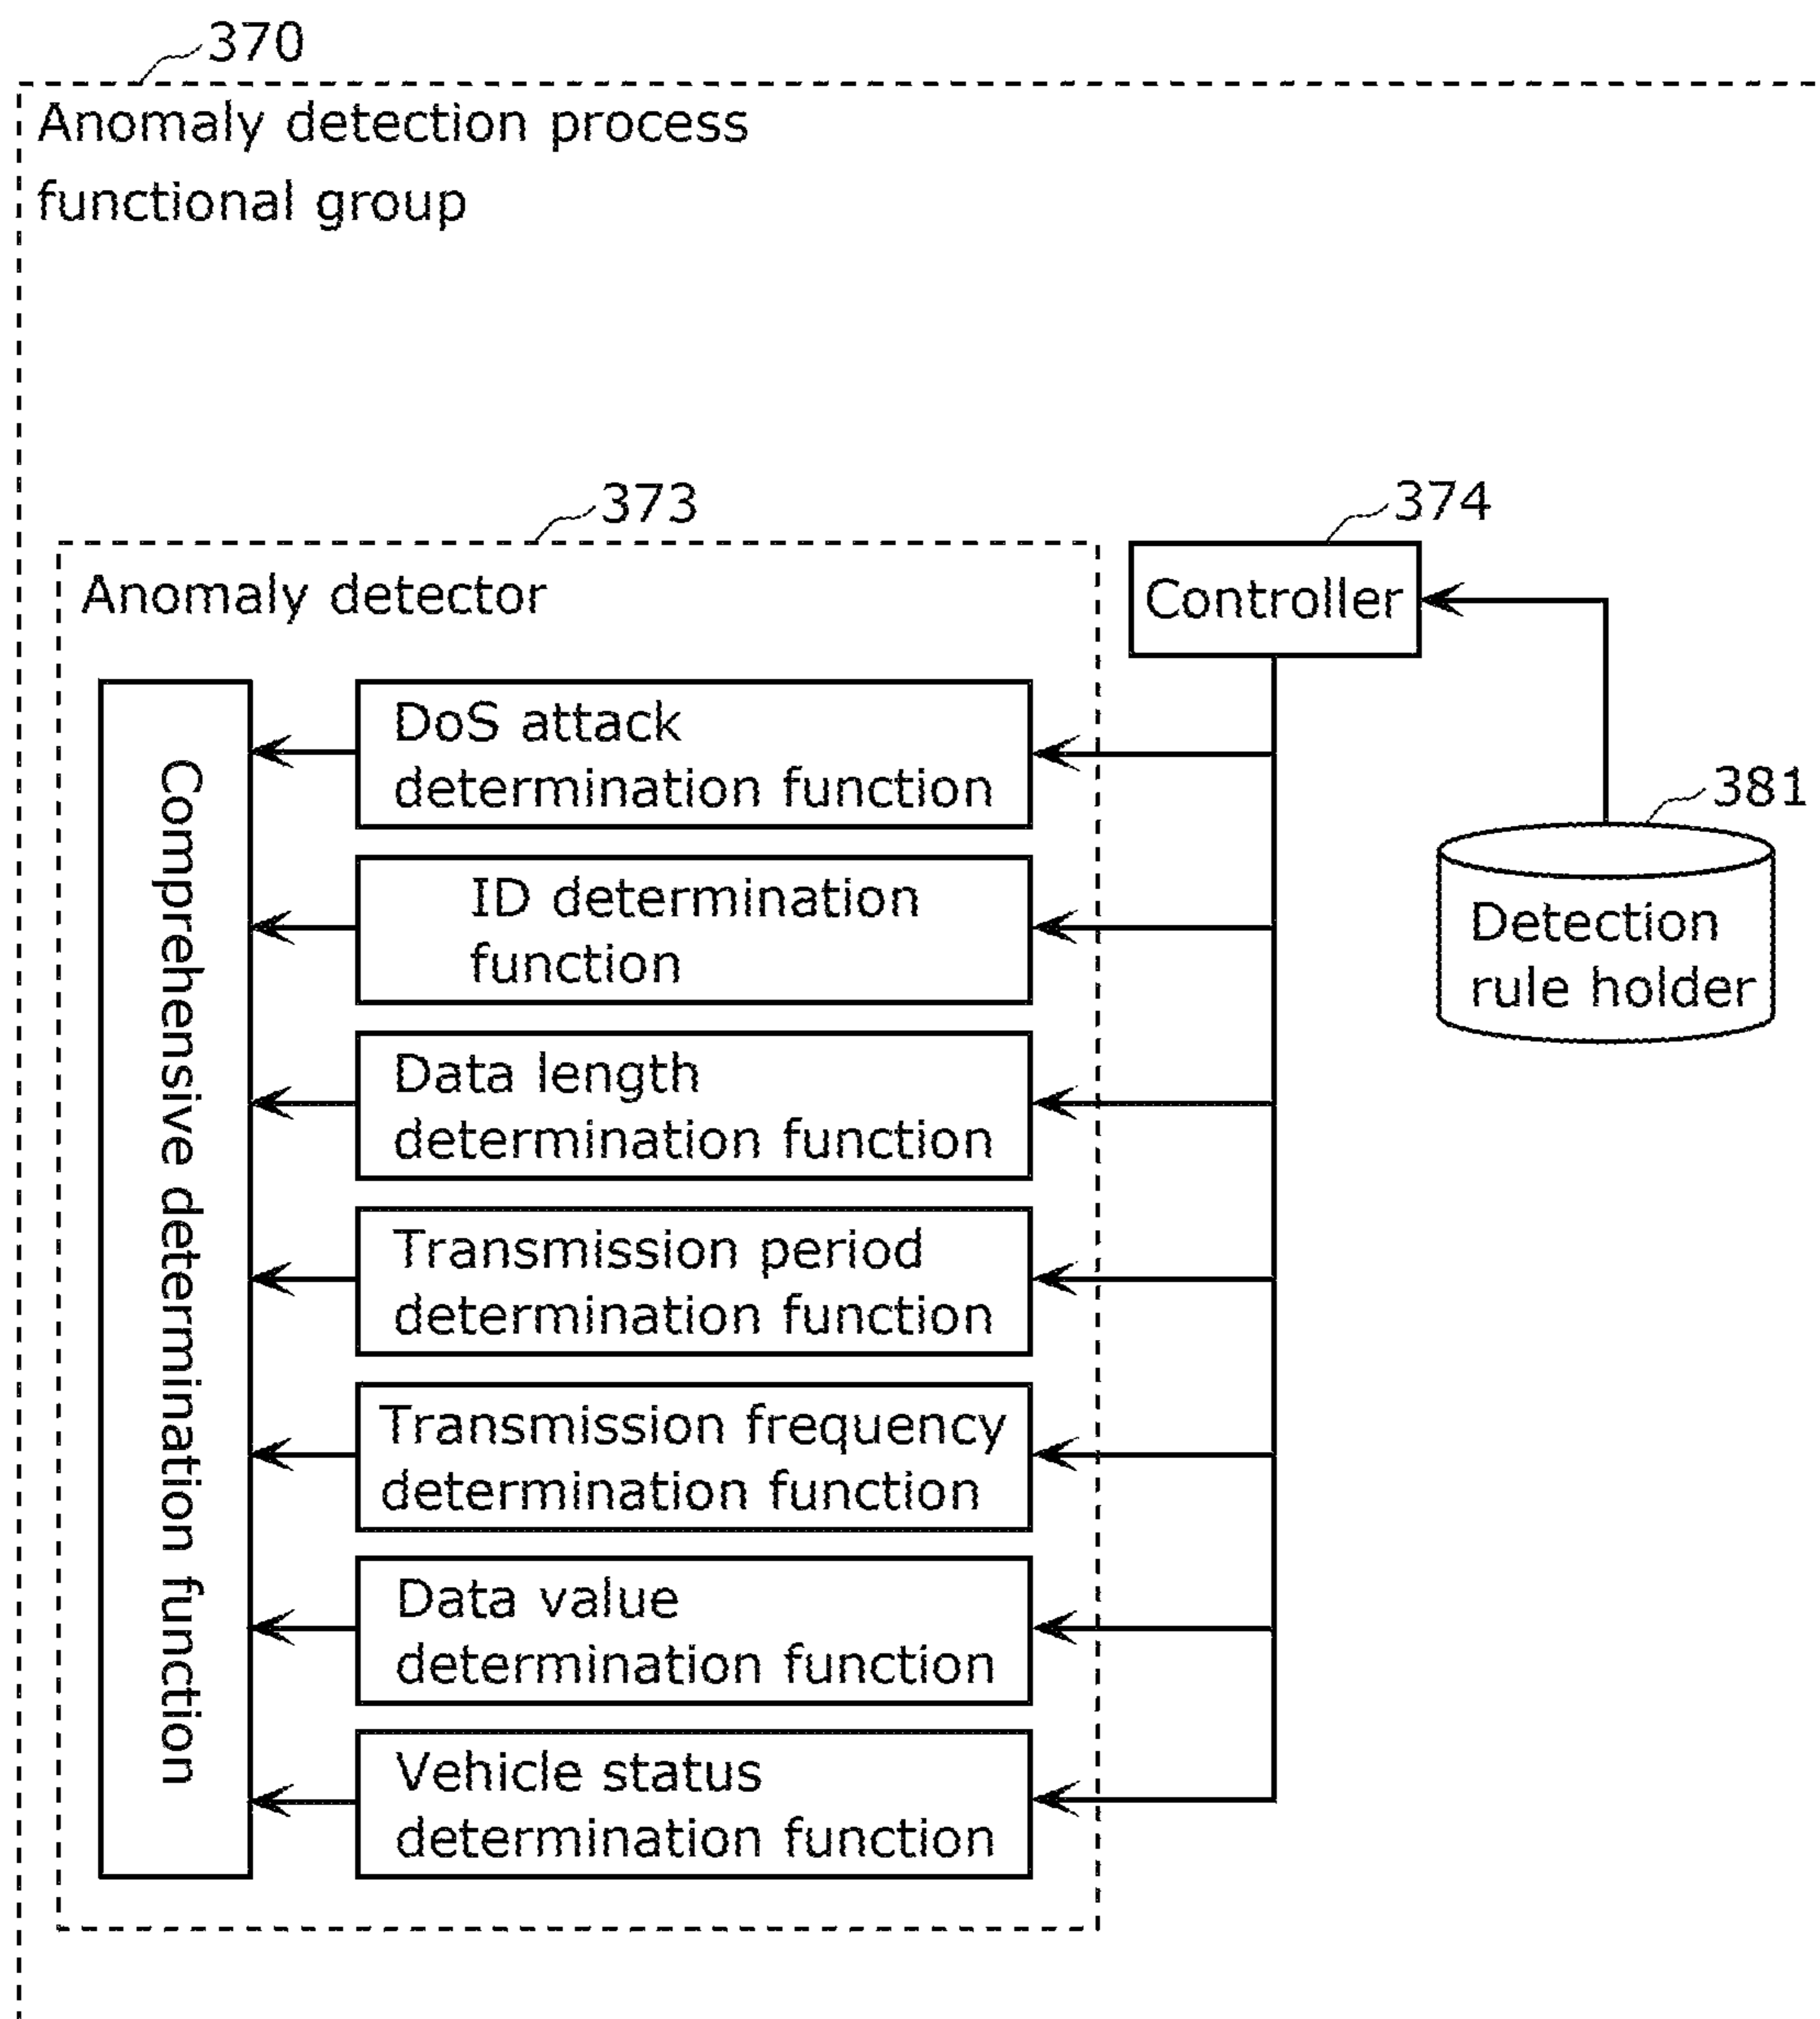 370
Anomaly detection process
functional group
373
374
Anomaly detector
Controller
DoS attack
determination function
381
ID determination
function
Detection
rule holder
Data length
determination function
Comprehensive determination function
Transmission period
determination function
Transmission frequency
determination function
Data value
determination function
Vehicle status
determination function